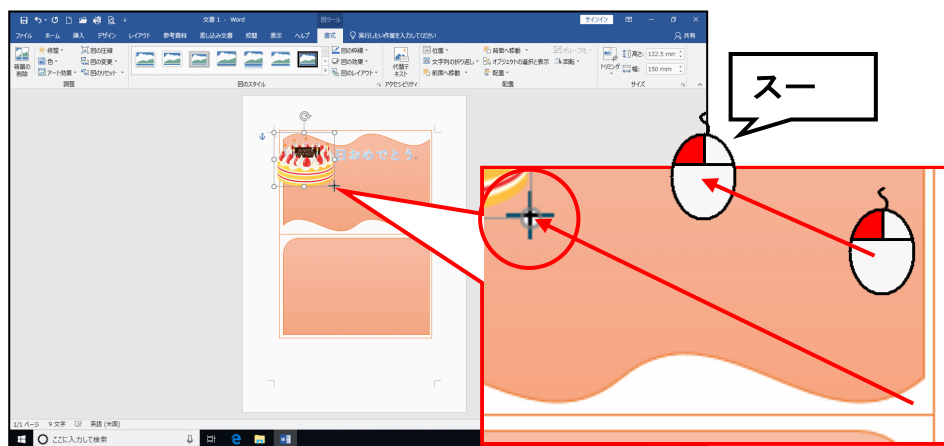 文書 1 - Word
図ツール
サインイン
ファイル ホーム 挿入 デザイン レイアウト 参考資料 差し込み文書 校閲 表示 ヘルプ 書式 実行したい作業を入力してください 共有
背景の削除
修整
色
アート効果
図の圧縮
図の変更
図のリセット
図の枠線
図の効果
図のレイアウト
代替テキスト
位置
文字列の折り返し
前面へ移動
背面へ移動
オブジェクトの選択と表示
配置
グループ化
回転
トリミング
高さ: 132.5 mm
幅: 150 mm
調整 図のスタイル アクセシビリティ 配置 サイズ
スー
日おめでとう
1/1 ページ 9 文字 英語 (米国)
ここに入力して検索